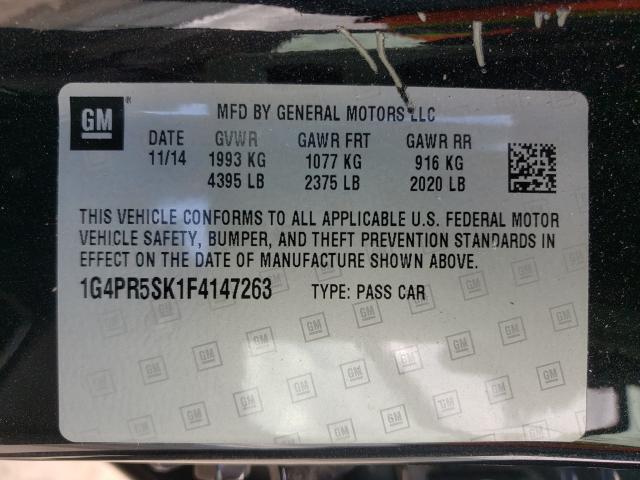 GM
MFD BY GENERAL MOTORS LLC
DATE GVWR GAWR FRT GAWR RR
11/14 1993 KG 1077 KG 916 KG
4395 LB 2375 LB 2020 LB
THIS VEHICLE CONFORMS TO ALL APPLICABLE U.S. FEDERAL MOTOR
VEHICLE SAFETY, BUMPER, AND THEFT PREVENTION STANDARDS IN
EFFECT ON THE DATE OF MANUFACTURE SHOWN ABOVE.
1G4PR5SK1F4147263 TYPE: PASS CAR